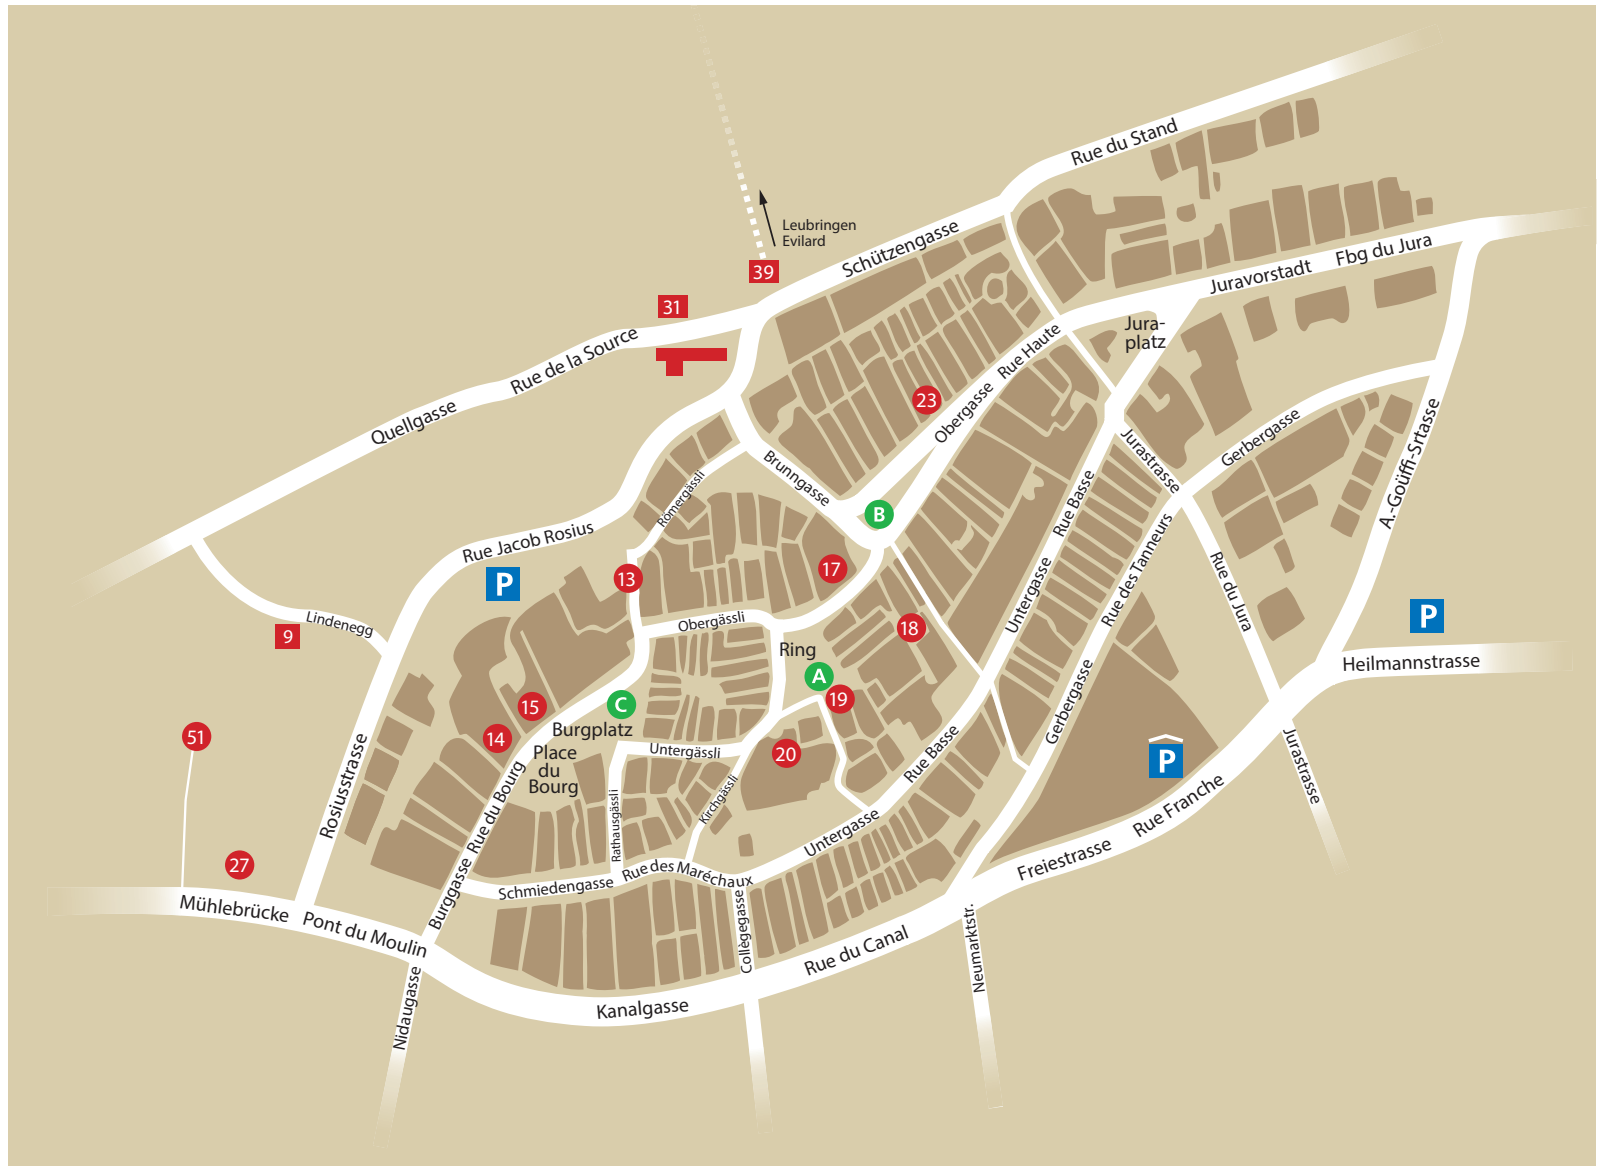 Rue du Stand
Leubringen
Evilard
Schützengasse
39
Fbg du Jura
Juravorstadt
31
Jura-
platz
Rue de la Source
Rue Haute
Quellgasse
23
Obergasse
Gerbergasse
A.-Goüffi-Srtasse
Jurastrasse
Brunngasse
Römergässli
Rue Basse
B
Rue Jacob Rosius
Rue des Tanneurs
P
13
17
Untergasse
Rue du Jura
P
Lindenegg
9
Obergässli
18
Ring
A
Heilmannstrasse
19
15
C
Burgplatz
Gerbergasse
14
51
Place
du
Bourg
Untergässli
20
Rue Basse
P
Jurastrasse
Rosiusstrasse
Rue du Bourg
Rathausgässli
Kirchgässli
Untergasse
Rue Franche
27
Freiestrasse
Rue des Maréchaux
Schmiedengasse
Burggasse
Mühlebrücke
Pont du Moulin
Collègegasse
Rue du Canal
Neumarktstr.
Nidaugasse
Kanalgasse